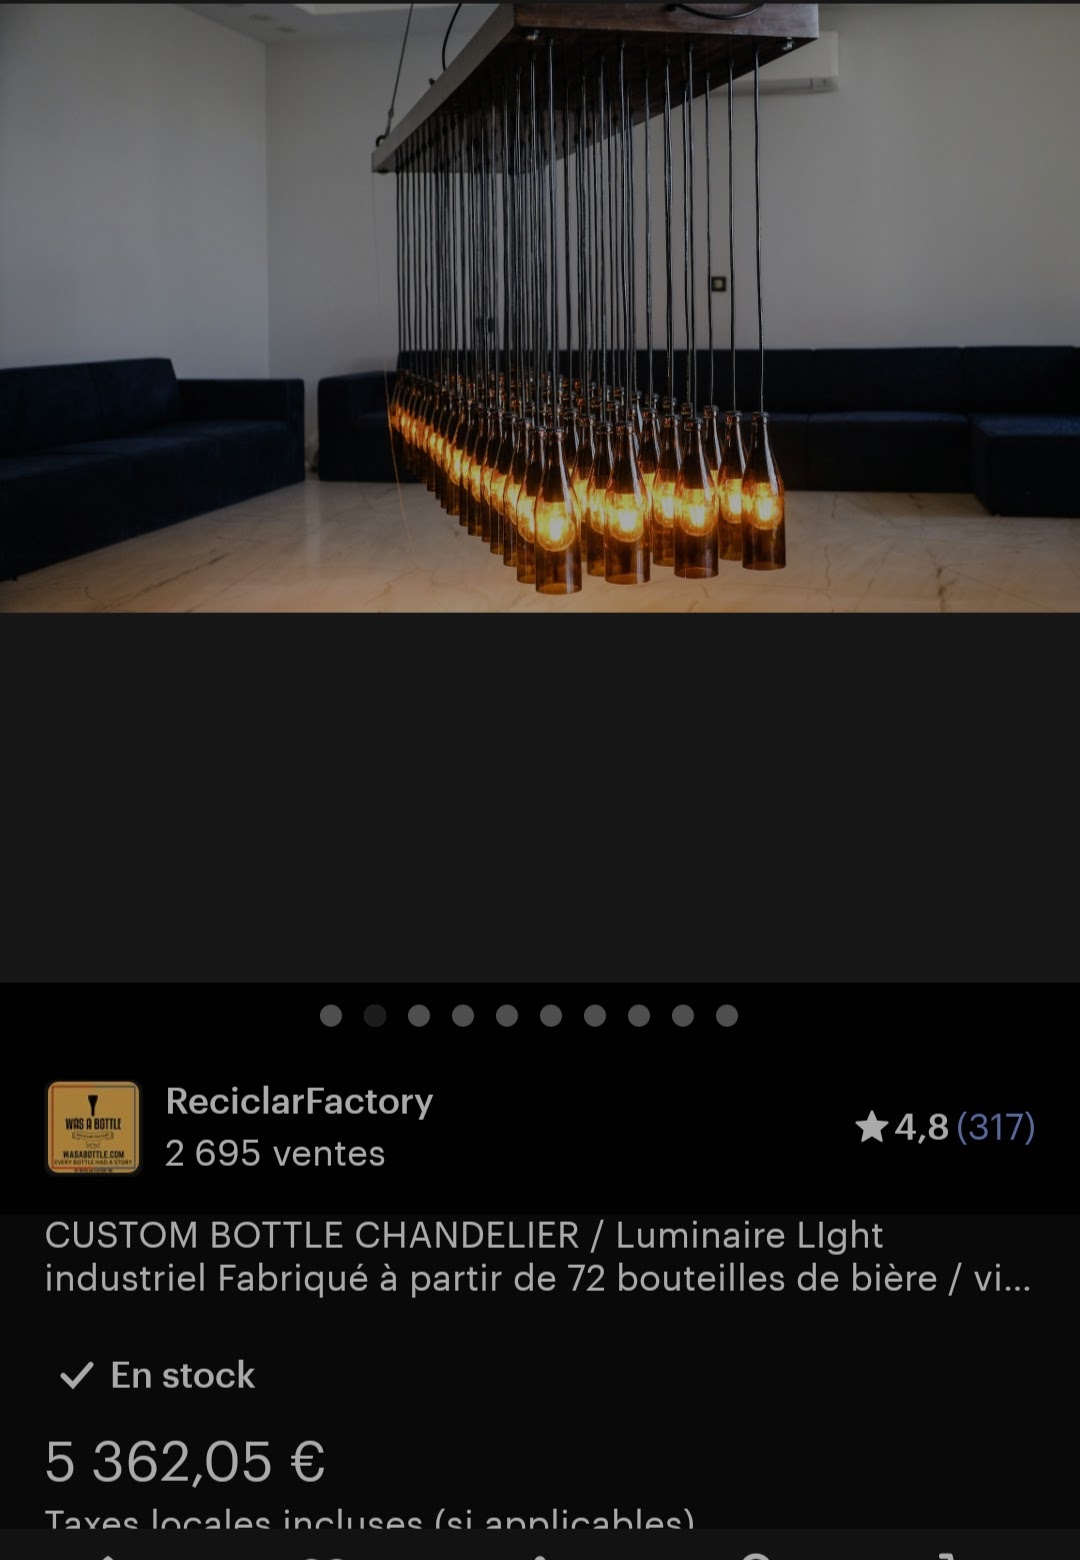 ReciclarFactory
WAS A BOTTLE
WASABOTTLE.COM
EVERY BOTTLE HAD A STORY
2 695 ventes
4,8 (317)
CUSTOM BOTTLE CHANDELIER / Luminaire LIght
industriel Fabriqué à partir de 72 bouteilles de bière / vi...
En stock
5 362,05 €
Taxes locales incluses (si applicables)